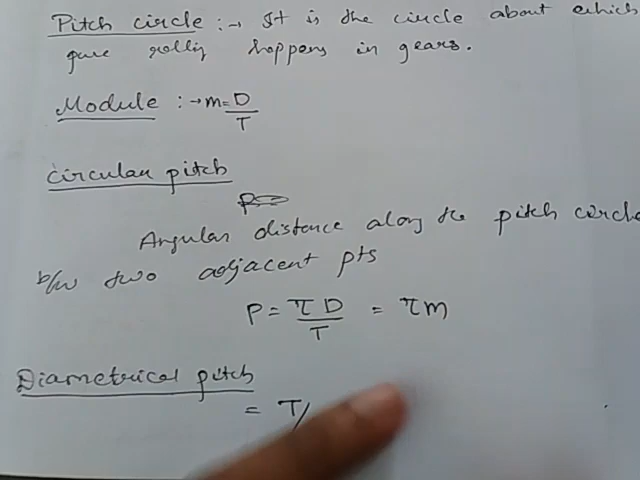 Pitch circle :→ It is the circle about which
pure rolling happens in gears.
Module :→ m = D/T
Circular pitch
Angular distance along the pitch circle
b/w two adjacent pts
P = πD/T = πm
Diametrical pitch
= T/